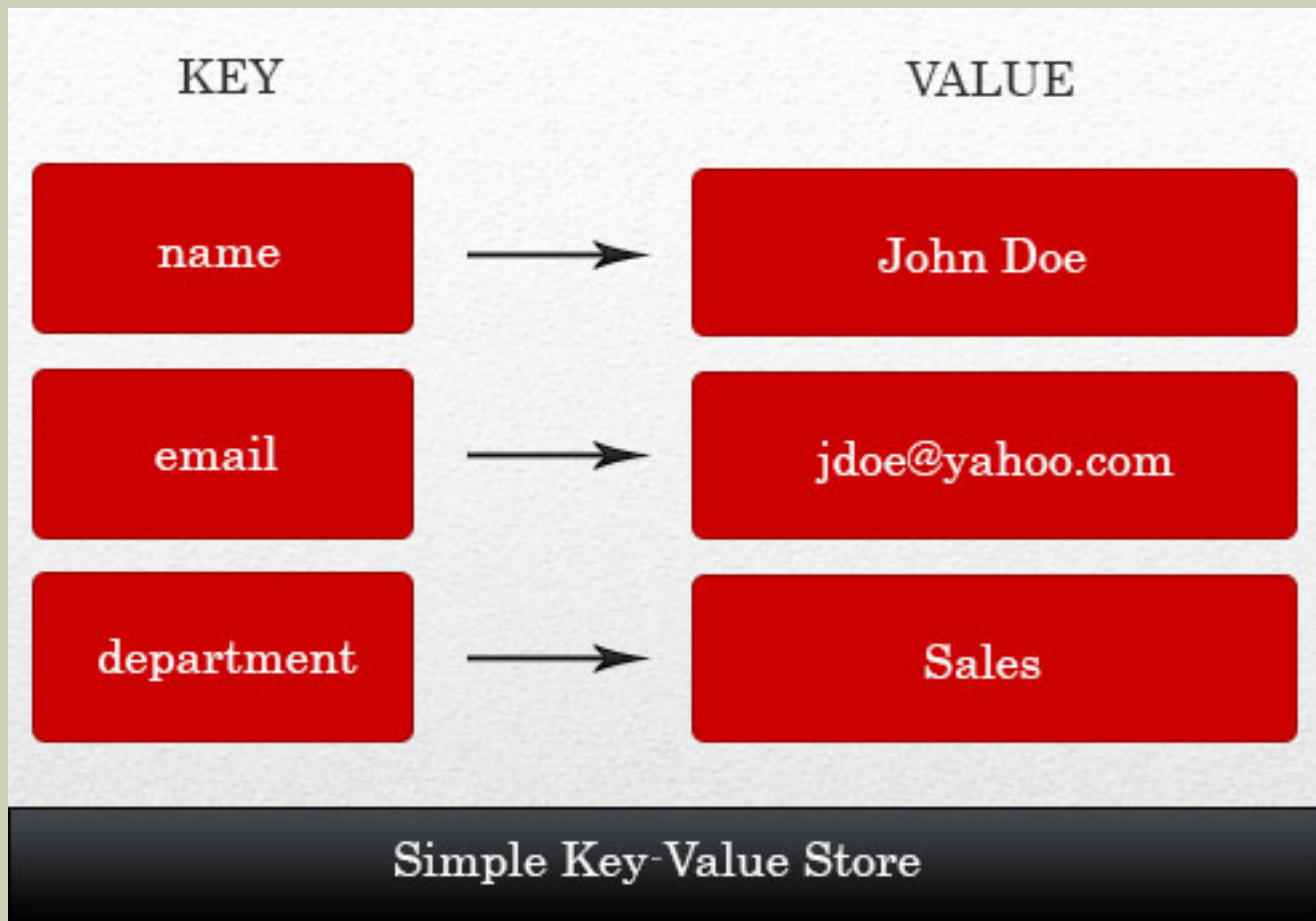 KEY VALUE
name John Doe
email jdoe@yahoo.com
department Sales
Simple Key-Value Store